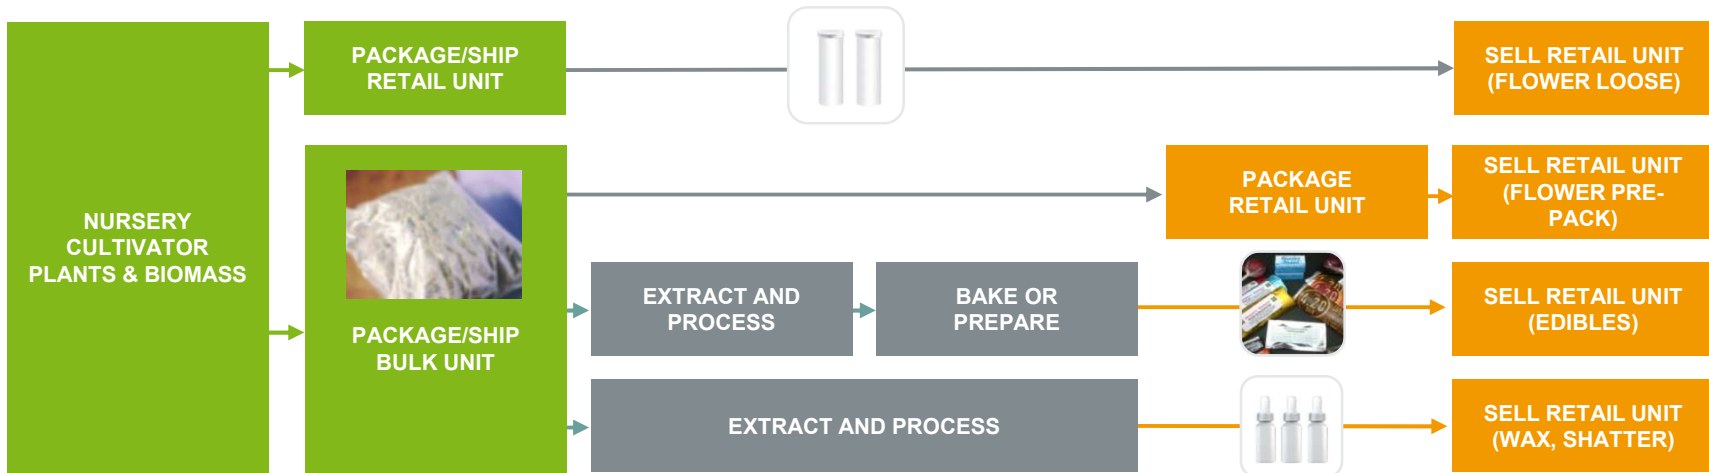 NURSERY
CULTIVATOR
PLANTS & BIOMASS
PACKAGE/SHIP
RETAIL UNIT
SELL RETAIL UNIT
(FLOWER LOOSE)
PACKAGE/SHIP
BULK UNIT
PACKAGE
RETAIL UNIT
SELL RETAIL UNIT
(FLOWER PRE-
PACK)
EXTRACT AND
PROCESS
BAKE OR
PREPARE
SELL RETAIL UNIT
(EDIBLES)
EXTRACT AND PROCESS
SELL RETAIL UNIT
(WAX, SHATTER)